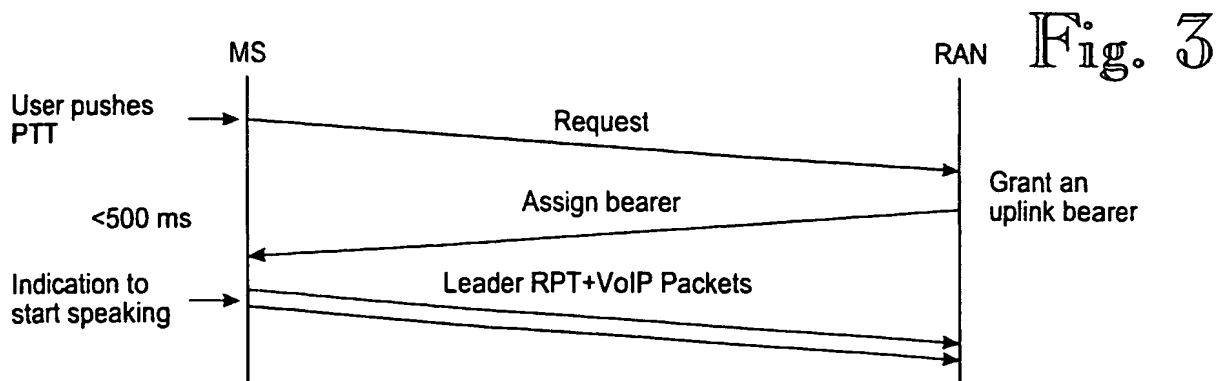 Fig. 3
MS
RAN
User pushes
PTT
Request
Grant an
uplink bearer
Assign bearer
<500 ms
Leader RPT+VoIP Packets
Indication to
start speaking